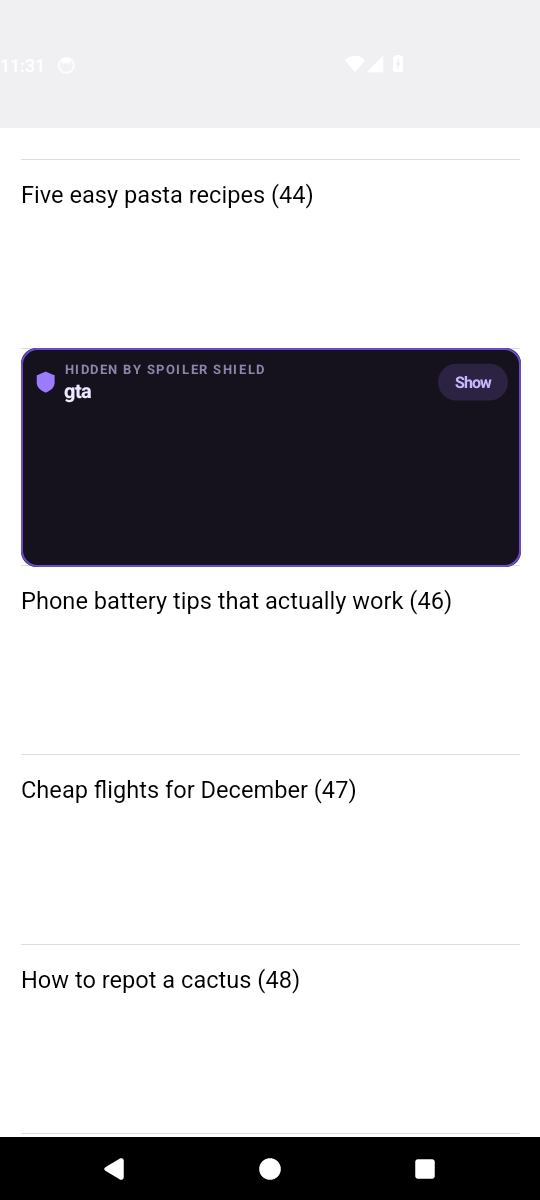 11:31
Five easy pasta recipes (44)
HIDDEN BY SPOILER SHIELD
gta
Show
Phone battery tips that actually work (46)
Cheap flights for December (47)
How to repot a cactus (48)